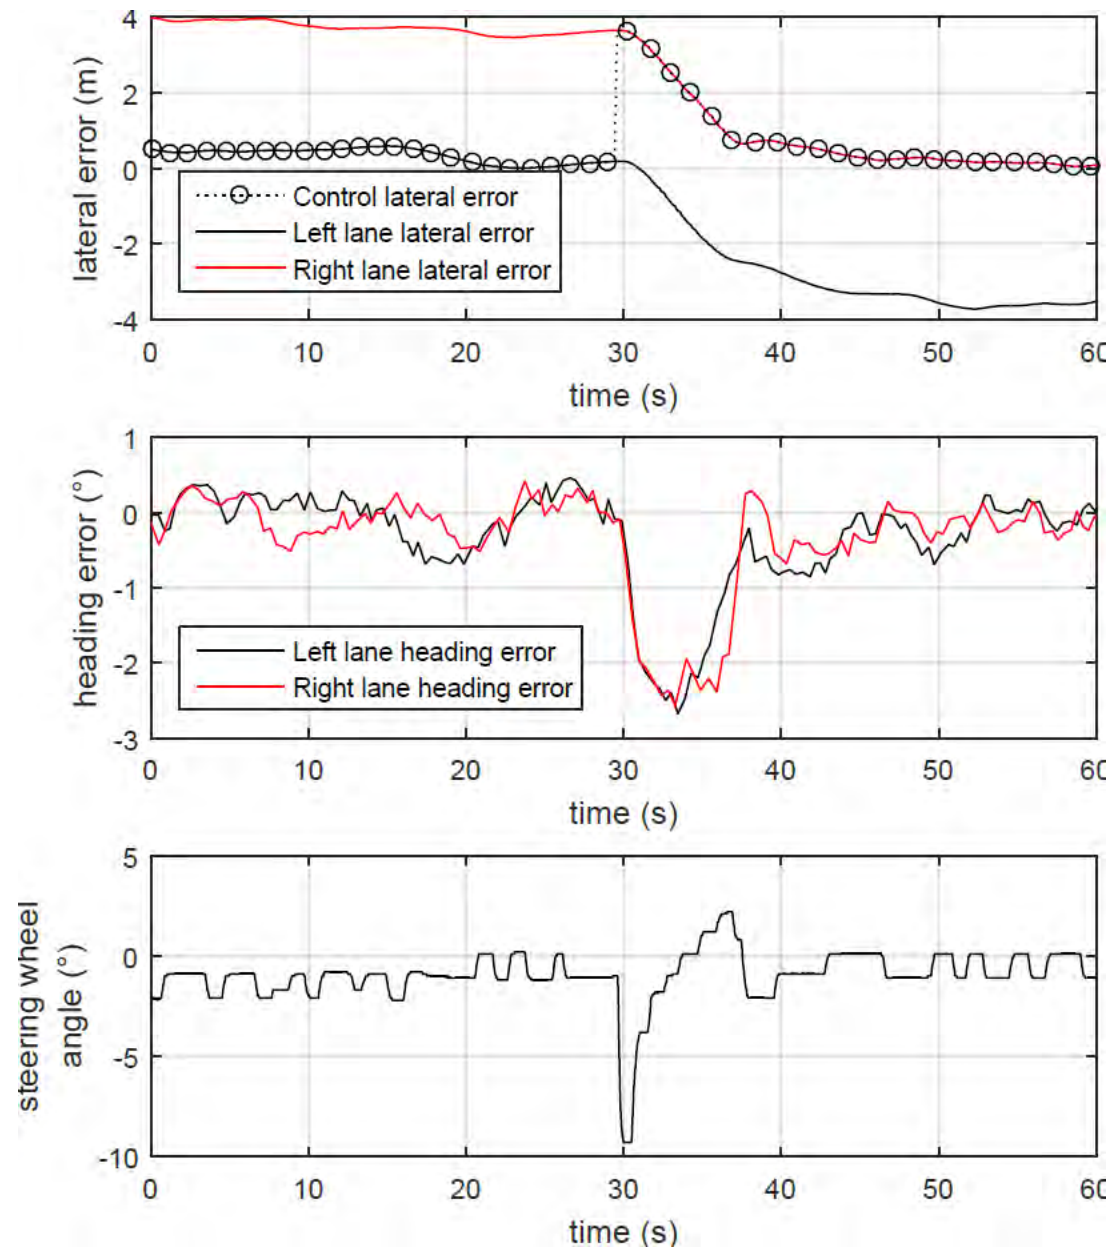 lateral error (m)
4
2
0
-2
-4
Control lateral error
Left lane lateral error
Right lane lateral error
0 10 20 30 40 50 60
time (s)
heading error (°)
1
0
-1
-2
-3
Left lane heading error
Right lane heading error
0 10 20 30 40 50 60
time (s)
steering wheel
angle (°)
5
0
-5
-10
0 10 20 30 40 50 60
time (s)